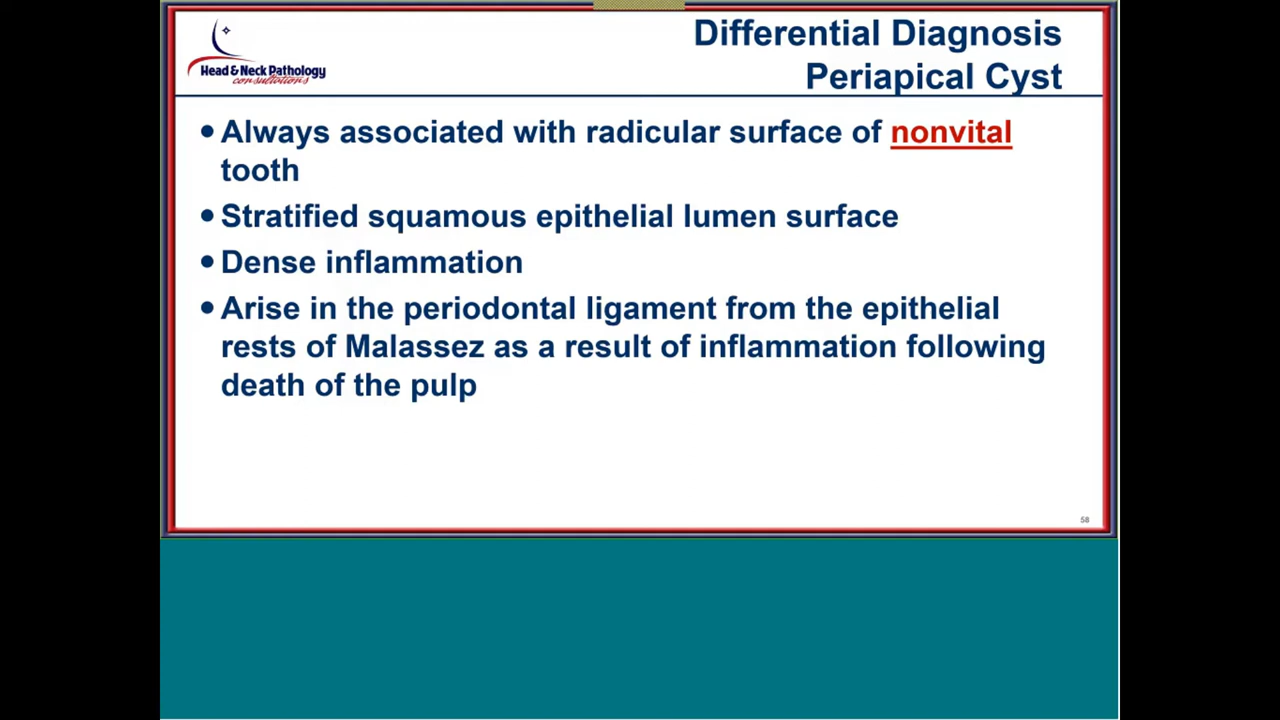 Head & Neck Pathology
consultations
Differential Diagnosis
Periapical Cyst
• Always associated with radicular surface of nonvital
tooth
• Stratified squamous epithelial lumen surface
• Dense inflammation
• Arise in the periodontal ligament from the epithelial
rests of Malassez as a result of inflammation following
death of the pulp
58